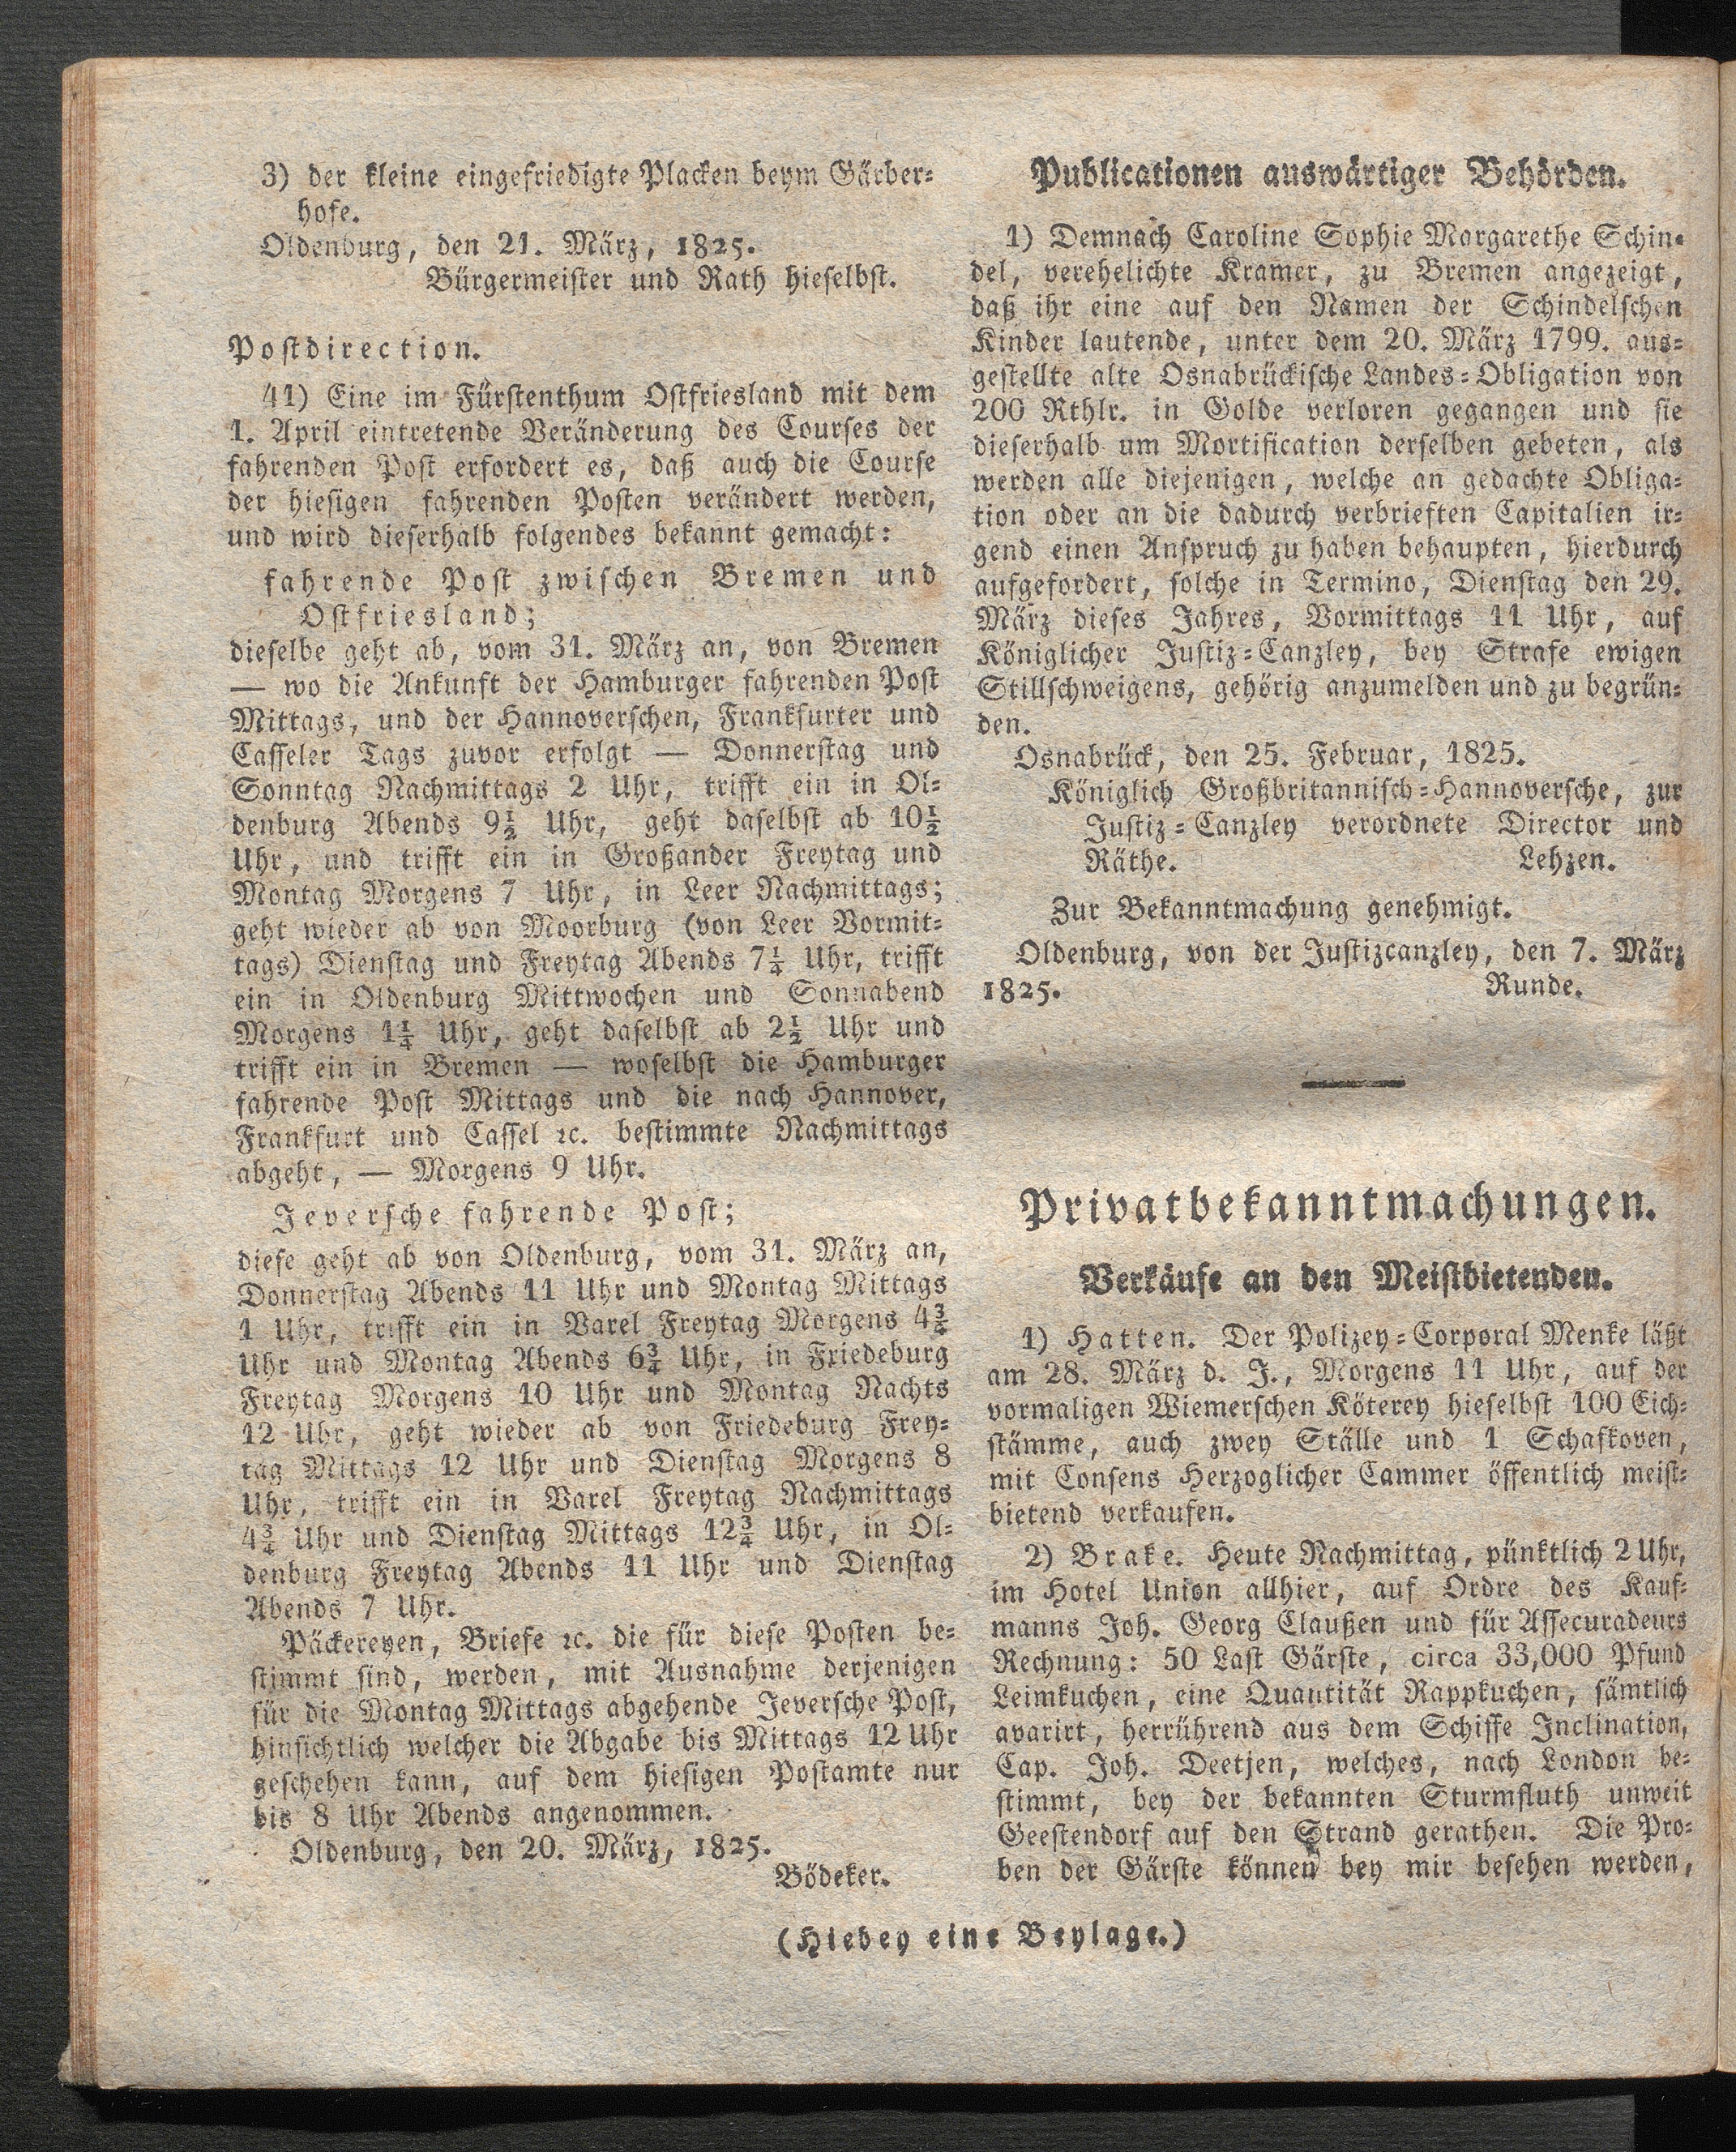 3) der kleine eingefriedigte Placken beym Gärber-
hofe.
Oldenburg, den 21. März, 1825.
Bürgermeister und Rath hieselbst.
Postdirection.
41) Eine im Fürstenthum Ostfriesland mit dem
1. April eintretende Veränderung des Courses der
fahrenden Post erfordert es, daß auch die Course
der hiesigen fahrenden Posten verändert werden,
und wird dieserhalb folgendes bekannt gemacht:
fahrende Post zwischen Bremen und
Ostfriesland;
dieselbe geht ab, vom 31. März an, von Bremen
— wo die Ankunft der Hamburger fahrenden Post
Mittags, und der Hannoverschen, Frankfurter und
Casseler Tags zuvor erfolgt — Donnerstag und
Sonntag Nachmittags 2 Uhr, trifft ein in Ol-
denburg Abends 9½ Uhr, geht daselbst ab 10½
Uhr, und trifft ein in Großander Freytag und
Montag Morgens 7 Uhr, in Leer Nachmittags;
geht wieder ab von Moorburg (von Leer Vormit-
tags) Dienstag und Freytag Abends 7¼ Uhr, trifft
ein in Oldenburg Mittwochen und Sonnabend
Morgens 1¼ Uhr, geht daselbst ab 2½ Uhr und
trifft ein in Bremen — woselbst die Hamburger
fahrende Post Mittags und die nach Hannover,
Frankfurt und Cassel ꝛc. bestimmte Nachmittags
abgeht, — Morgens 9 Uhr.
Jeversche fahrende Post;
diese geht ab von Oldenburg, vom 31. März an,
Donnerstag Abends 11 Uhr und Montag Mittags
1 Uhr, trifft ein in Varel Freytag Morgens 4¾
Uhr und Montag Abends 6¾ Uhr, in Friedeburg
Freytag Morgens 10 Uhr und Montag Nachts
12 Uhr, geht wieder ab von Friedeburg Frey-
tag Mittags 12 Uhr und Dienstag Morgens 8
Uhr, trifft ein in Varel Freytag Nachmittags
4¾ Uhr und Dienstag Mittags 12¾ Uhr, in Ol-
denburg Freytag Abends 11 Uhr und Dienstag
Abends 7 Uhr.
Päckereyen, Briefe ꝛc. die für diese Posten be-
stimmt sind, werden, mit Ausnahme derjenigen
für die Montag Mittags abgehende Jeversche Post,
hinsichtlich welcher die Abgabe bis Mittags 12 Uhr
geschehen kann, auf dem hiesigen Postamte nur
bis 8 Uhr Abends angenommen.
Oldenburg, den 20. März, 1825.
Bödeker.
Publicationen auswärtiger Behörden.
1) Demnach Caroline Sophie Margarethe Schin-
del, verehelichte Kramer, zu Bremen angezeigt,
daß ihr eine auf den Namen der Schindelschen
Kinder lautende, unter dem 20. März 1799. aus-
gestellte alte Osnabrückische Landes-Obligation von
200 Rthlr. in Golde verloren gegangen und sie
dieserhalb um Mortification derselben gebeten, als
werden alle diejenigen, welche an gedachte Obliga-
tion oder an die dadurch verbrieften Capitalien ir-
gend einen Anspruch zu haben behaupten, hierdurch
aufgefordert, solche in Termino, Dienstag den 29.
März dieses Jahres, Vormittags 11 Uhr, auf
Königlicher Justiz-Canzley, bey Strafe ewigen
Stillschweigens, gehörig anzumelden und zu begrün-
den.
Osnabrück, den 25. Februar, 1825.
Königlich Großbritannisch-Hannoversche, zur
Justiz-Canzley verordnete Director und
Räthe. Lehzen.
Zur Bekanntmachung genehmigt.
Oldenburg, von der Justizcanzley, den 7. März
1825. Runde.
Privatbekanntmachungen.
Verkäufe an den Meistbietenden.
1) Hatten. Der Polizey-Corporal Menke läßt
am 28. März d. J., Morgens 11 Uhr, auf der
vormaligen Wiemerschen Köterey hieselbst 100 Eich-
stämme, auch zwey Ställe und 1 Schafkoven,
mit Consens Herzoglicher Cammer öffentlich meist-
bietend verkaufen.
2) Brake. Heute Nachmittag, pünktlich 2 Uhr,
im Hotel Union allhier, auf Ordre des Kauf-
manns Joh. Georg Claußen und für Assecuradeurs
Rechnung: 50 Last Gärste, circa 33,000 Pfund
Leimkuchen, eine Quantität Rappkuchen, sämtlich
avarirt, herrührend aus dem Schiffe Inclination,
Cap. Joh. Deetjen, welches, nach London be-
stimmt, bey der bekannten Sturmfluth unweit
Geestendorf auf den Strand gerathen. Die Pro-
ben der Gärste können bey mir besehen werden,
(Hiebey eine Beylage.)